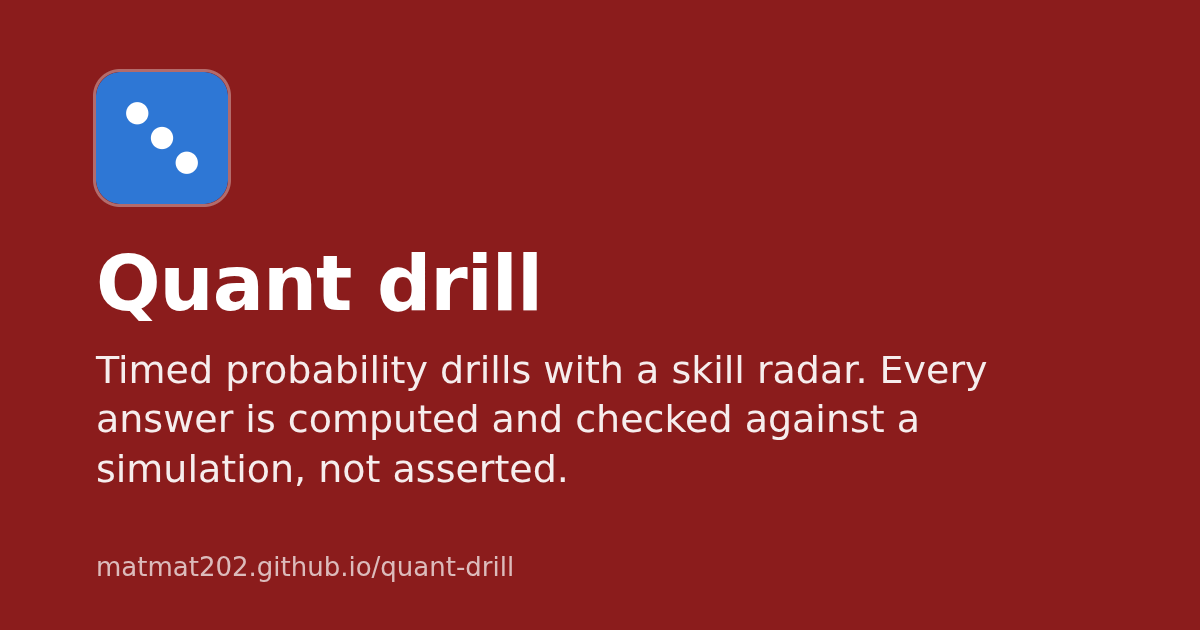 Quant drill
Timed probability drills with a skill radar. Every
answer is computed and checked against a
simulation, not asserted.
matmat202.github.io/quant-drill